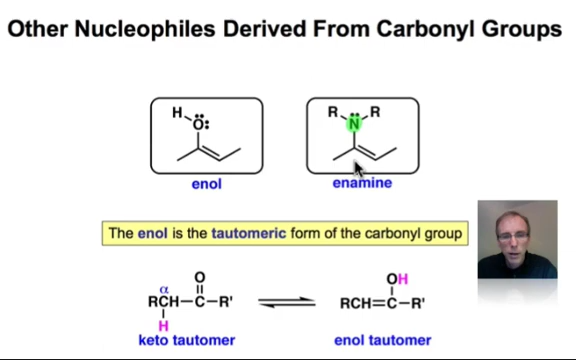 Other Nucleophiles Derived From Carbonyl Groups
H
Ö:
enol
R N R
enamine
The enol is the tautomeric form of the carbonyl group
α O
RCH–C–R'
H
keto tautomer
OH
RCH=C–R'
enol tautomer